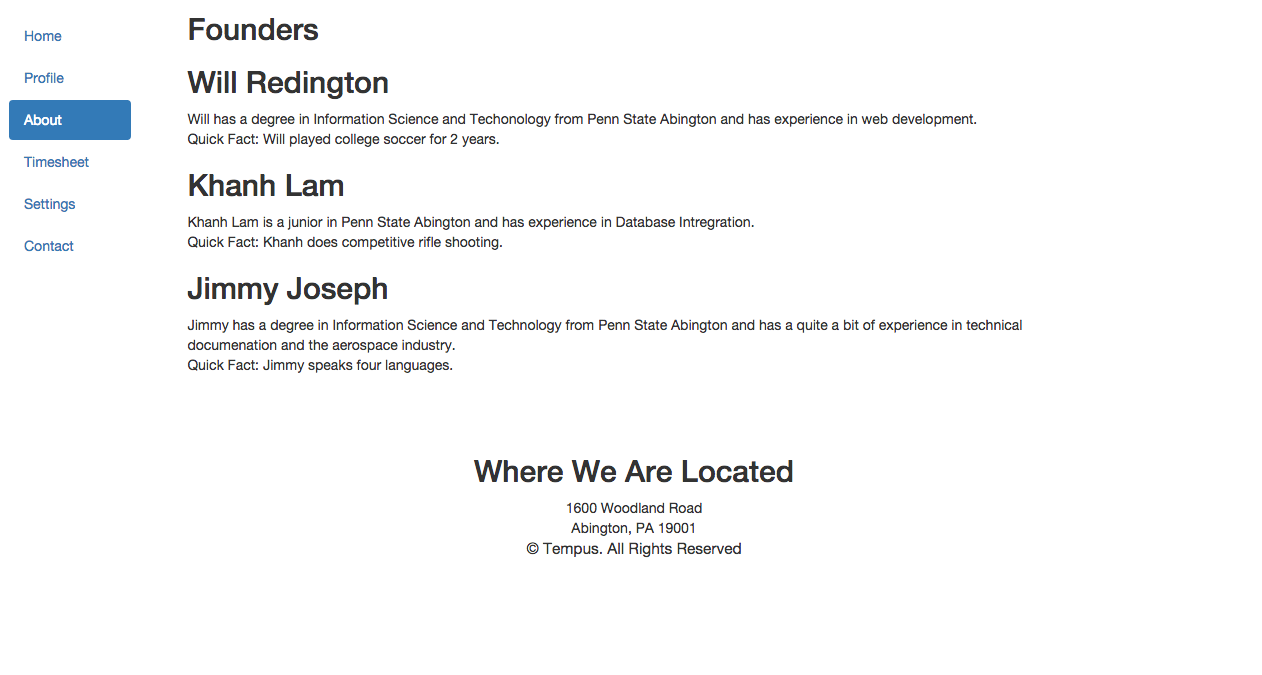 Home
Profile
About
Timesheet
Settings
Contact
Founders
Will Redington
Will has a degree in Information Science and Techonology from Penn State Abington and has experience in web development.
Quick Fact: Will played college soccer for 2 years.
Khanh Lam
Khanh Lam is a junior in Penn State Abington and has experience in Database Intregration.
Quick Fact: Khanh does competitive rifle shooting.
Jimmy Joseph
Jimmy has a degree in Information Science and Technology from Penn State Abington and has a quite a bit of experience in technical
documenation and the aerospace industry.
Quick Fact: Jimmy speaks four languages.
Where We Are Located
1600 Woodland Road
Abington, PA 19001
© Tempus. All Rights Reserved